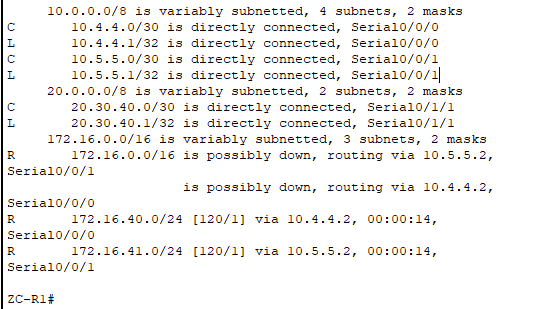 10.0.0.0/8 is variably subnetted, 4 subnets, 2 masks
C 10.4.4.0/30 is directly connected, Serial0/0/0
L 10.4.4.1/32 is directly connected, Serial0/0/0
C 10.5.5.0/30 is directly connected, Serial0/0/1
L 10.5.5.1/32 is directly connected, Serial0/0/1
20.0.0.0/8 is variably subnetted, 2 subnets, 2 masks
C 20.30.40.0/30 is directly connected, Serial0/1/1
L 20.30.40.1/32 is directly connected, Serial0/1/1
172.16.0.0/16 is variably subnetted, 3 subnets, 2 masks
R 172.16.0.0/16 is possibly down, routing via 10.5.5.2,
Serial0/0/1
is possibly down, routing via 10.4.4.2,
Serial0/0/0
R 172.16.40.0/24 [120/1] via 10.4.4.2, 00:00:14,
Serial0/0/0
R 172.16.41.0/24 [120/1] via 10.5.5.2, 00:00:14,
Serial0/0/1
ZC-R1#